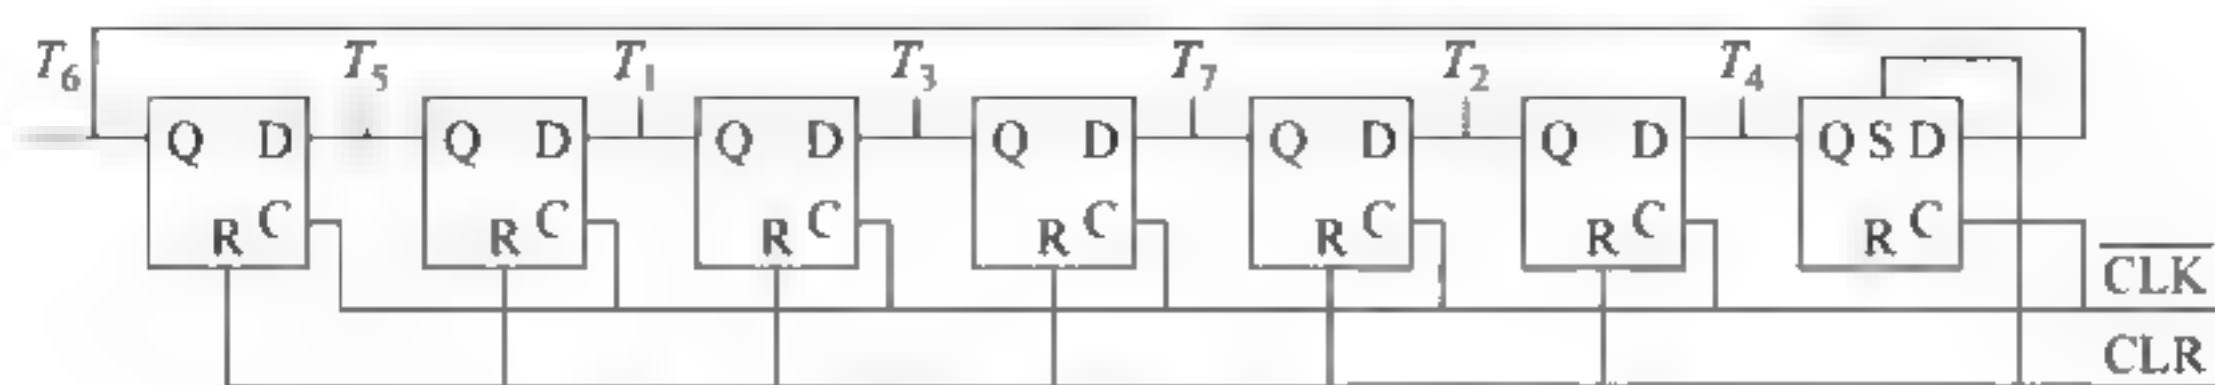 T₆ T₅ T₁ T₃ T₇ T₂ T₄
Q D Q D Q D Q D Q D Q D Q S D
R C R C R C R C R C R C R C
CLK
CLR